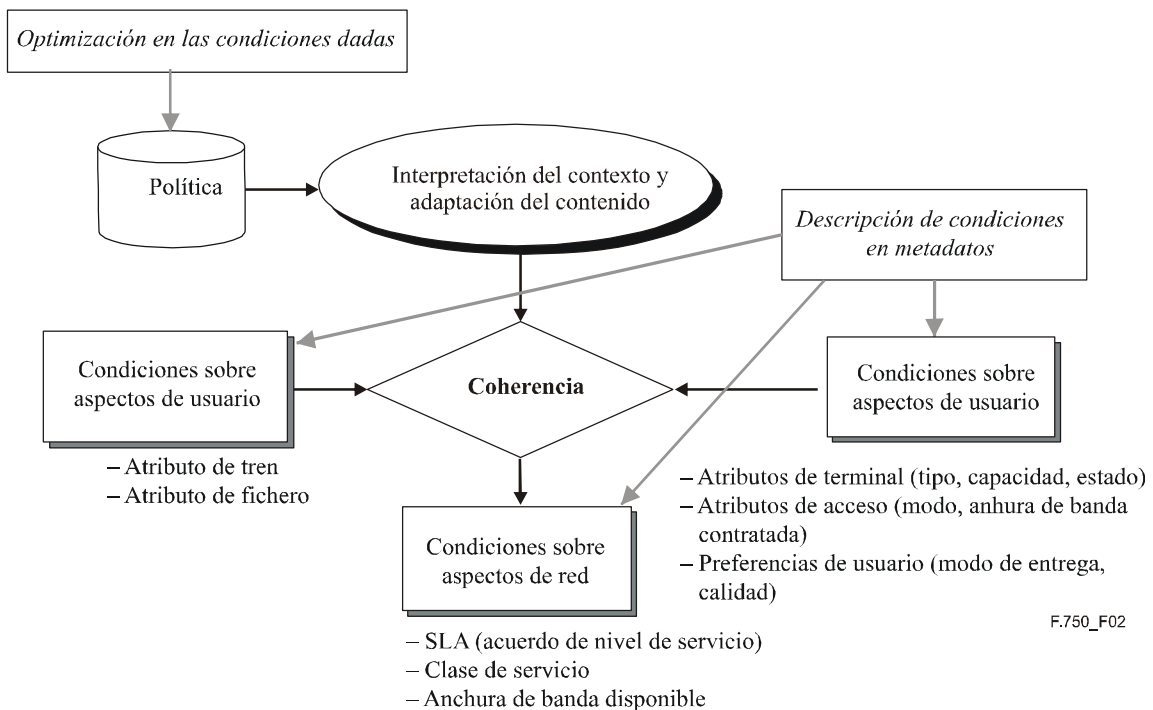 Optimización en las condiciones dadas
Política
Interpretación del contexto y
adaptación del contenido
Descripción de condiciones
en metadatos
Condiciones sobre
aspectos de usuario
– Atributo de tren
– Atributo de fichero
Coherencia
Condiciones sobre
aspectos de usuario
– Atributos de terminal (tipo, capacidad, estado)
– Atributos de acceso (modo, anhura de banda
contratada)
– Preferencias de usuario (modo de entrega,
calidad)
Condiciones sobre
aspectos de red
– SLA (acuerdo de nivel de servicio)
– Clase de servicio
– Anchura de banda disponible
F.750_F02